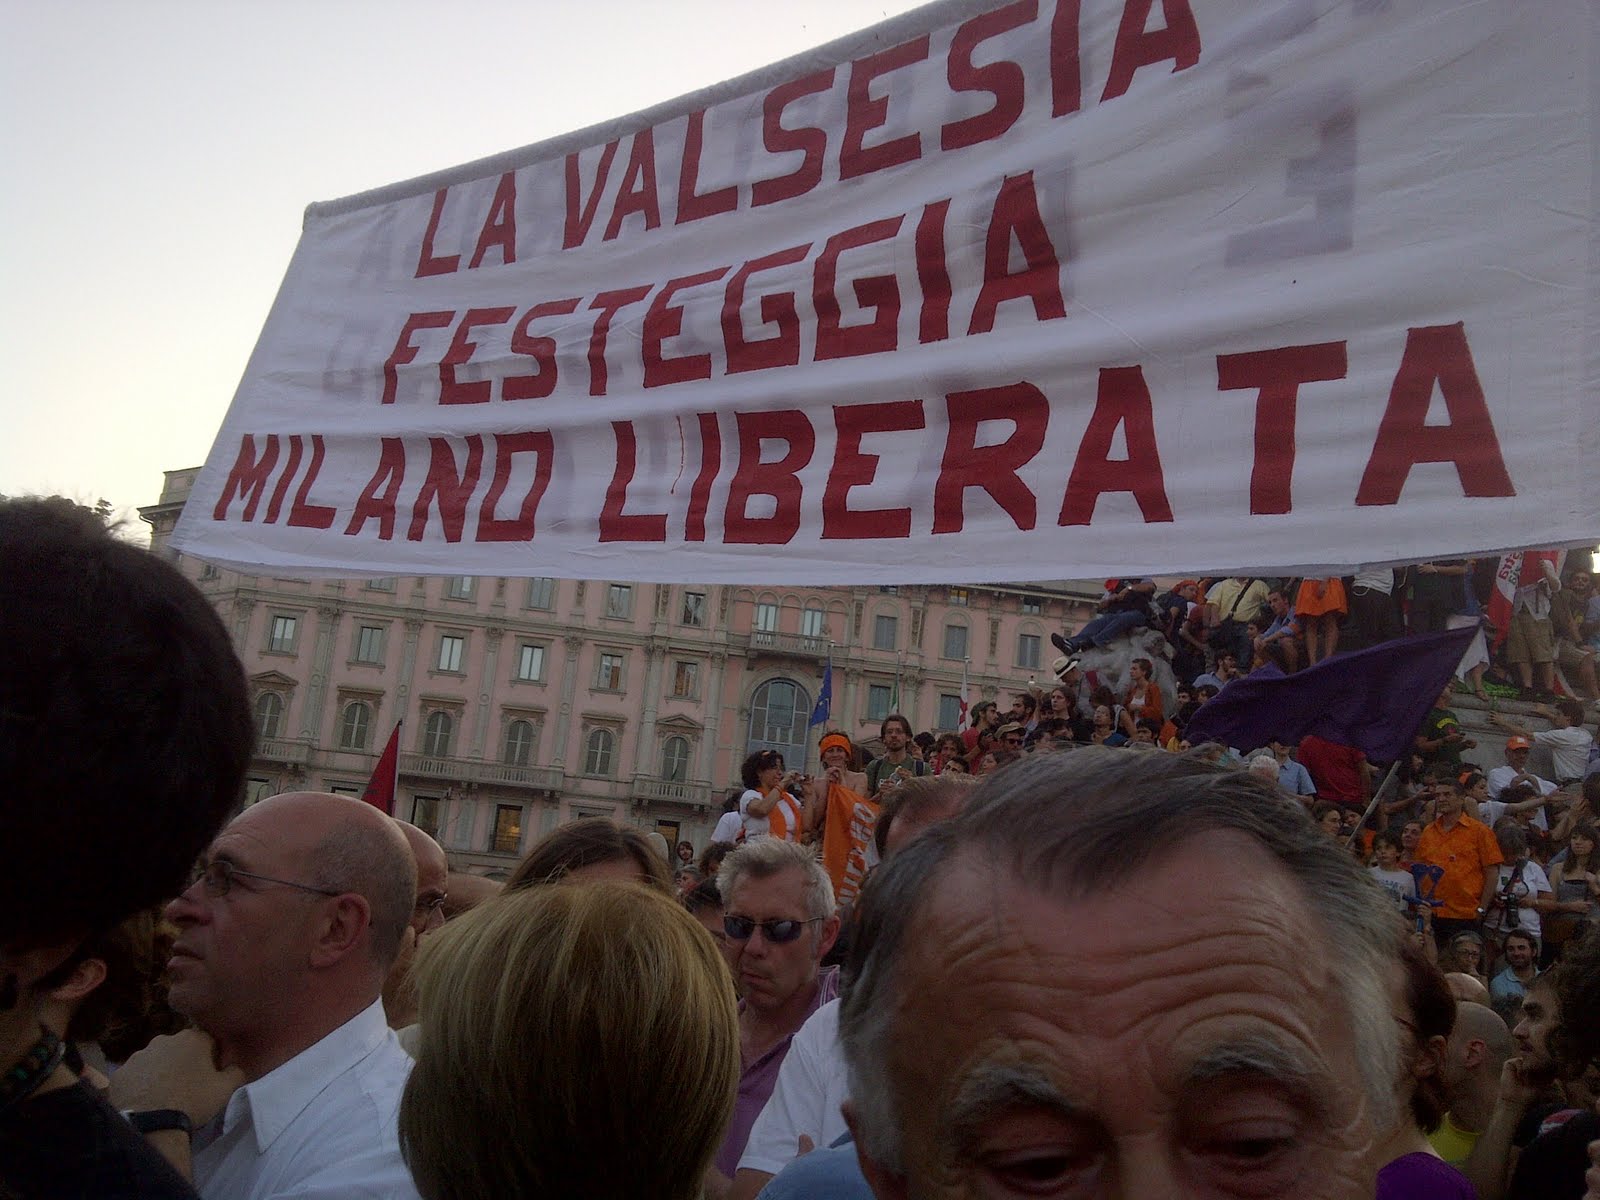 LA VALSESIA
FESTEGGIA
MILANO LIBERATA